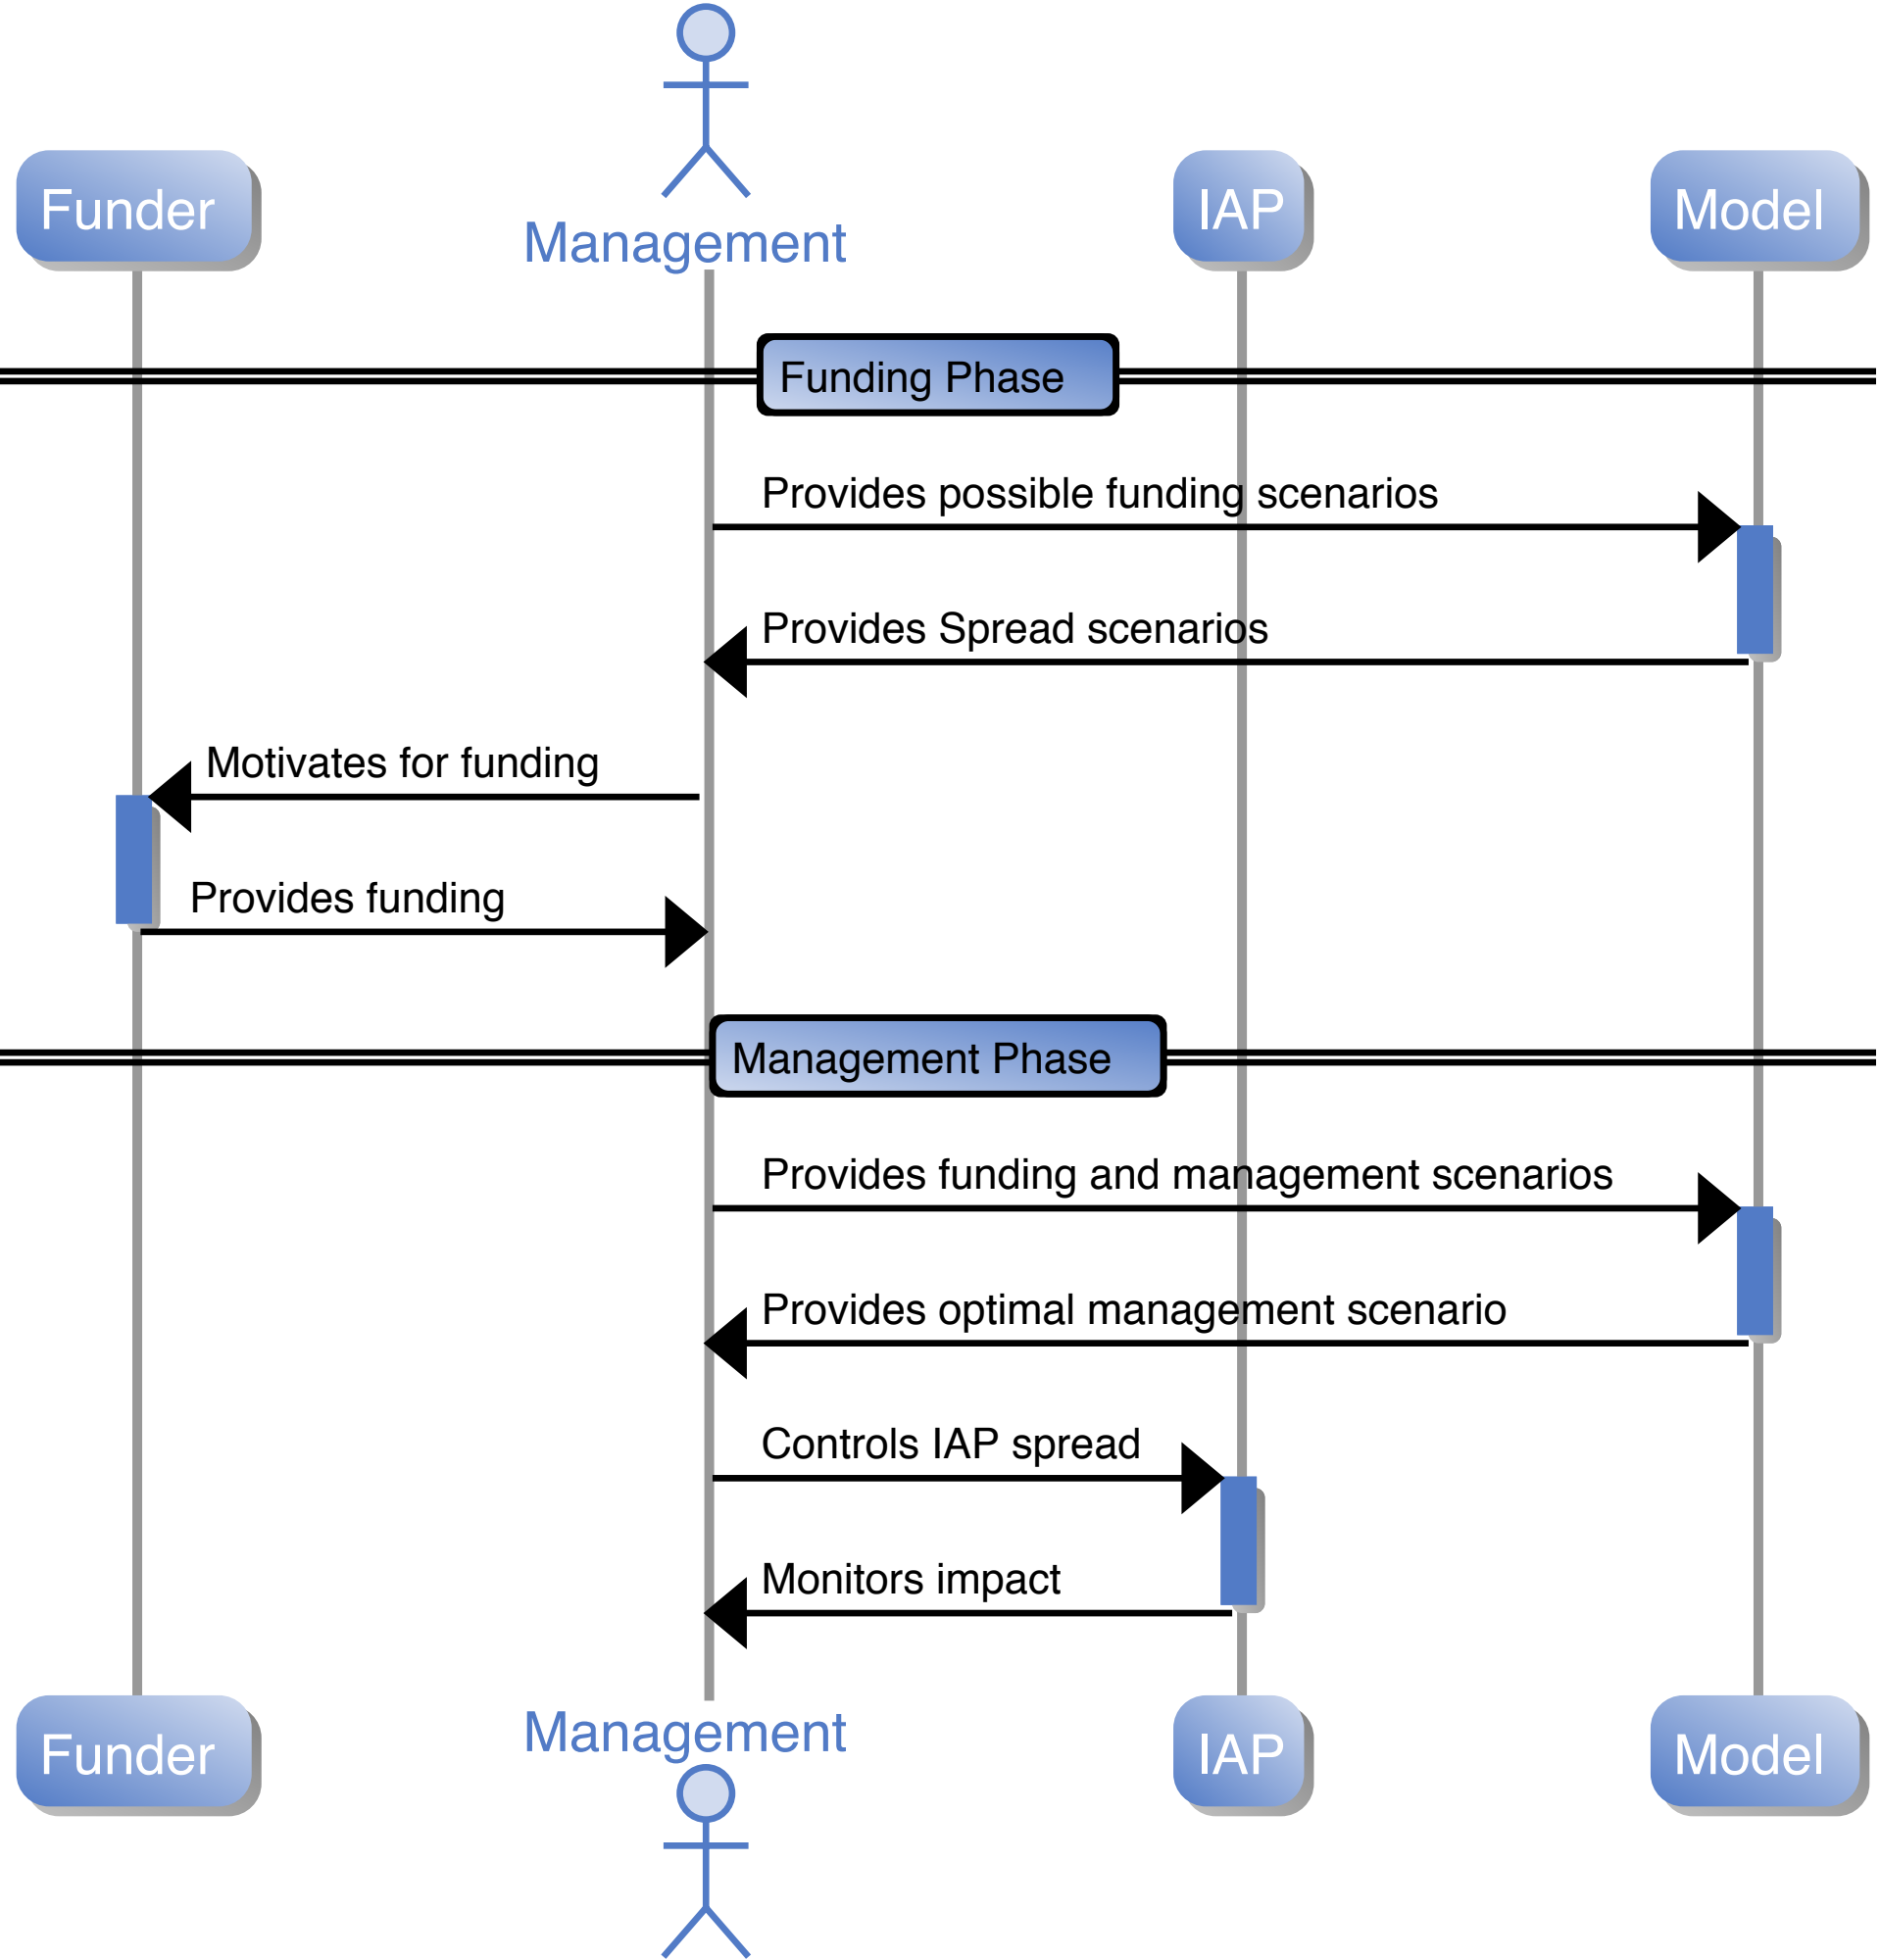 Funder
Management
IAP
Model
Funding Phase
Provides possible funding scenarios
Provides Spread scenarios
Motivates for funding
Provides funding
Management Phase
Provides funding and management scenarios
Provides optimal management scenario
Controls IAP spread
Monitors impact
Funder
Management
IAP
Model